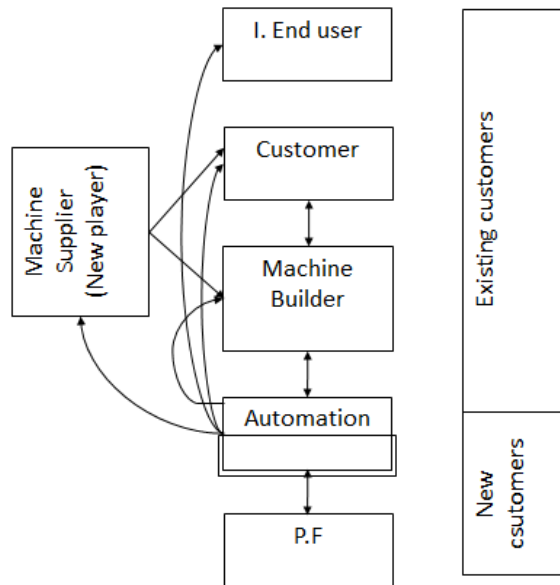 I. End user
Customer
Machine
Supplier
(New player)
Machine
Builder
Automation
P.F
Existing customers
New
csutomers